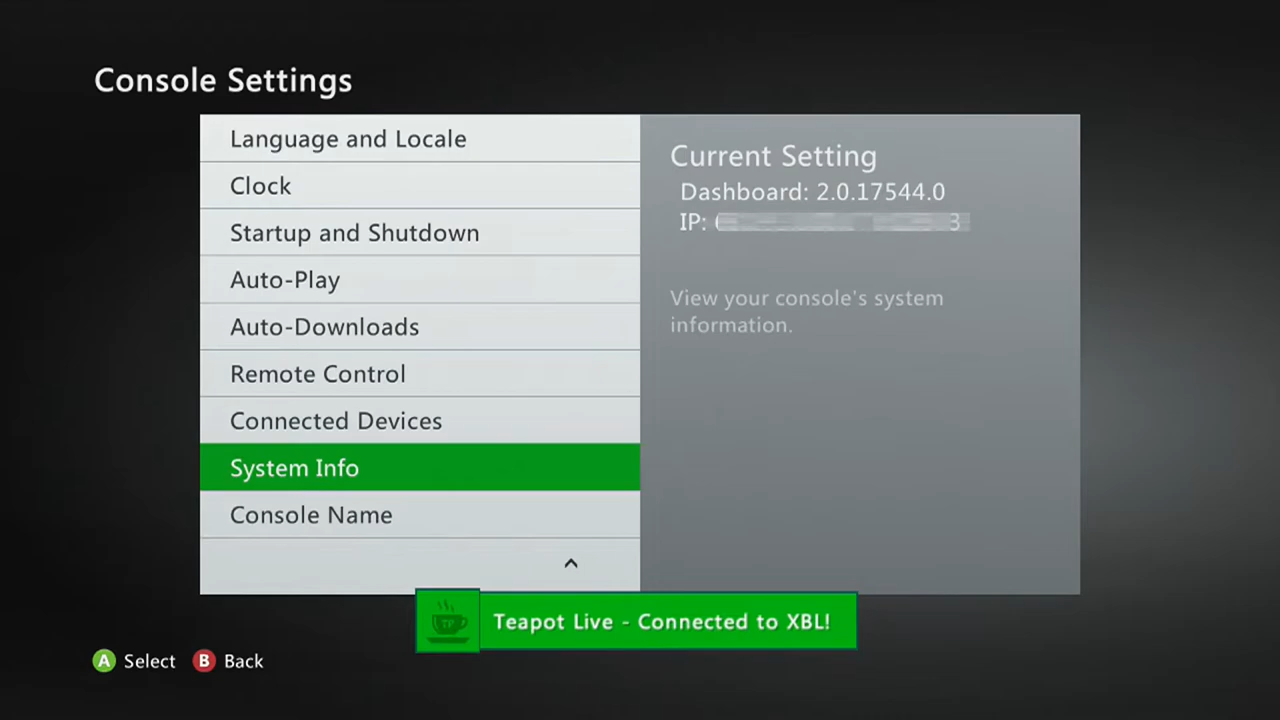 Console Settings
Language and Locale
Clock
Startup and Shutdown
Auto-Play
Auto-Downloads
Remote Control
Connected Devices
System Info
Console Name
Current Setting
Dashboard: 2.0.17544.0
IP:
View your console's system
information.
TP
Teapot Live - Connected to XBL!
A Select B Back